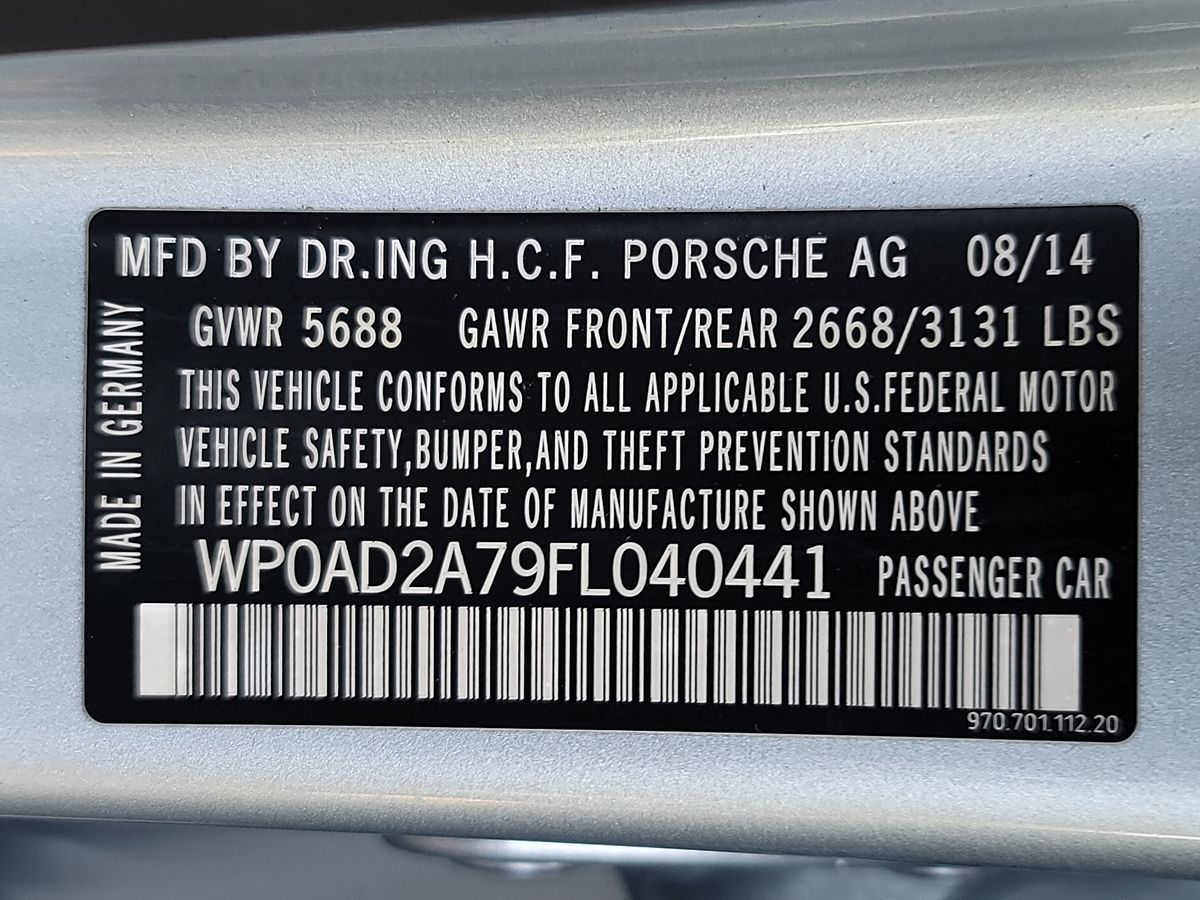 MFD BY DR.ING H.C.F. PORSCHE AG 08/14
GVWR 5688 GAWR FRONT/REAR 2668/3131 LBS
THIS VEHICLE CONFORMS TO ALL APPLICABLE U.S.FEDERAL MOTOR
VEHICLE SAFETY,BUMPER,AND THEFT PREVENTION STANDARDS
IN EFFECT ON THE DATE OF MANUFACTURE SHOWN ABOVE
WP0AD2A79FL040441 PASSENGER CAR
970.701.112.20
MADE IN GERMANY